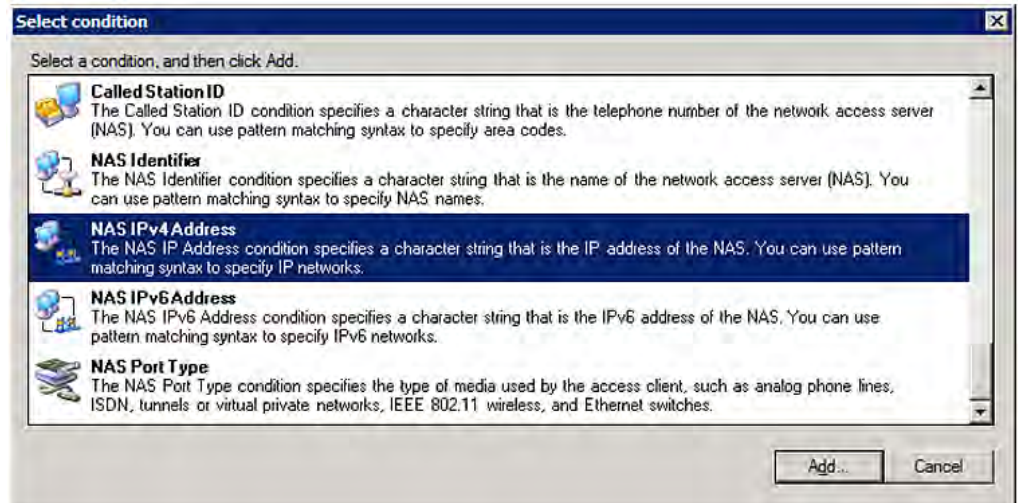 Select condition
Select a condition, and then click Add.
Called Station ID
The Called Station ID condition specifies a character string that is the telephone number of the network access server
(NAS). You can use pattern matching syntax to specify area codes.
NAS Identifier
The NAS Identifier condition specifies a character string that is the name of the network access server (NAS). You
can use pattern matching syntax to specify NAS names.
NAS IPv4 Address
The NAS IP Address condition specifies a character string that is the IP address of the NAS. You can use pattern
matching syntax to specify IP networks.
NAS IPv6 Address
The NAS IPv6 Address condition specifies a character string that is the IPv6 address of the NAS. You can use
pattern matching syntax to specify IPv6 networks.
NAS Port Type
The NAS Port Type condition specifies the type of media used by the access client, such as analog phone lines,
ISDN, tunnels or virtual private networks, IEEE 802.11 wireless, and Ethernet switches.
Add... Cancel